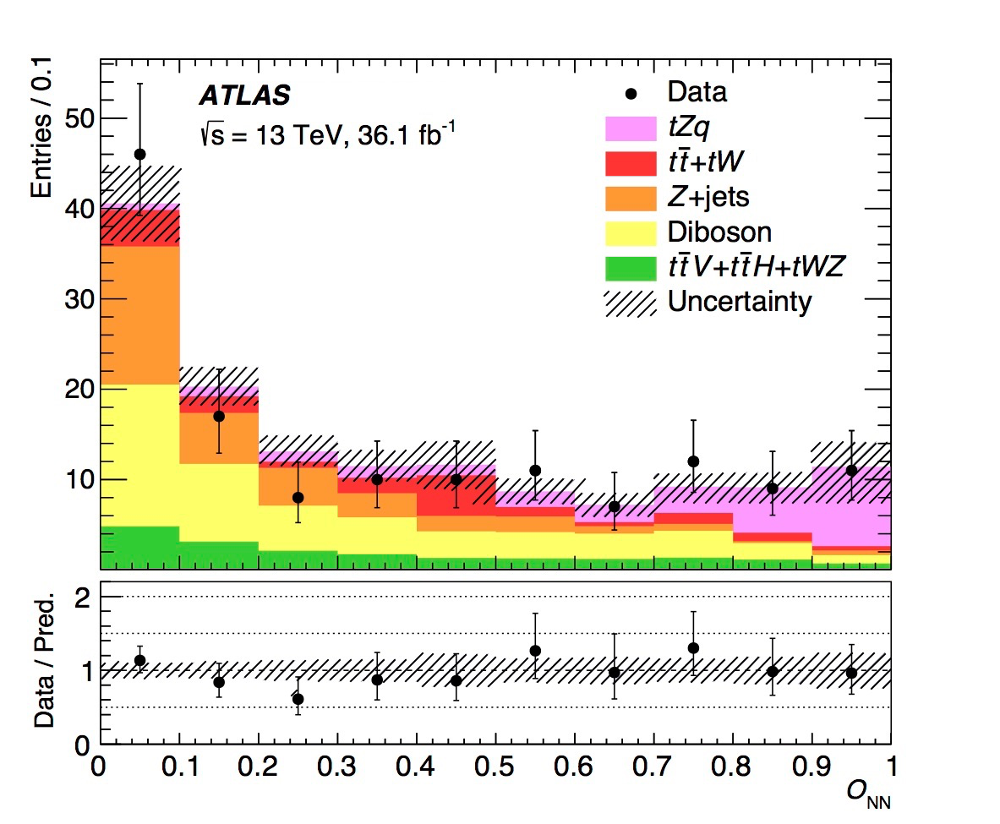 Entries / 0.1
50
40
30
20
10
ATLAS
√s = 13 TeV, 36.1 fb⁻¹
Data
tZq
tt̄+tW
Z+jets
Diboson
tt̄V+tt̄H+tWZ
Uncertainty
Data / Pred.
2
1
0
0 0.1 0.2 0.3 0.4 0.5 0.6 0.7 0.8 0.9 1
O_NN